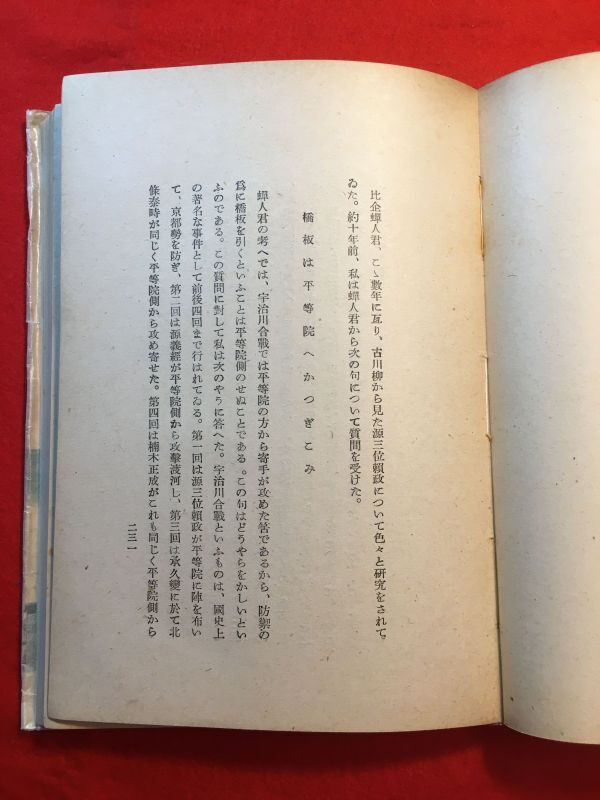 比企蟬人君、こゝ數年に亙り、古川柳から見た源三位賴政について色々と硏究をされて
ゐた。約十年前、私は蟬人君から次の句について質問を受けた。
橋板は平等院へかつぎこみ
蟬人君の考へでは、宇治川合戰では平等院の方から寄手が攻めた筈であるから、防禦の
爲に橋板を引くといふことは平等院側のせぬことである。この句はどうやらをかしいとい
ふのである。この質問に對して私は次のやうに答へた。宇治川合戰といふものは、國史上
の著名な事件として前後四回まで行はれてゐる。第一回は源三位賴政が平等院に陣を布い
て、京都勢を防ぎ、第二回は源義經が平等院側から攻擊渡河し、第三回は承久變に於て北
條泰時が同じく平等院側から攻め寄せた。第四回は楠木正成がこれも同じく平等院側から
二三一